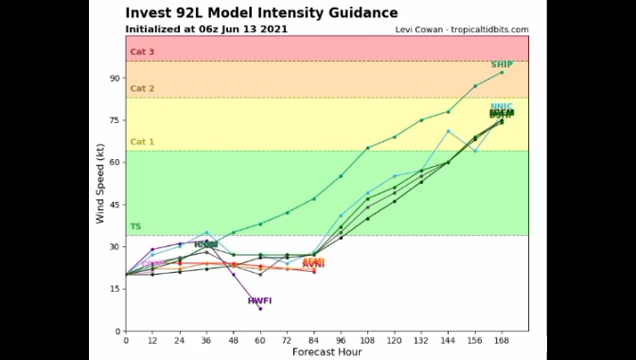 Invest 92L Model Intensity Guidance
Initialized at 06z Jun 13 2021
Levi Cowan - tropicaltidbits.com
Cat 3
Cat 2
Cat 1
TS
SHIP
NNIC
HWFI
AVNI
Wind Speed (kt)
90
75
60
45
30
15
0
0 12 24 36 48 60 72 84 96 108 120 132 144 156 168
Forecast Hour